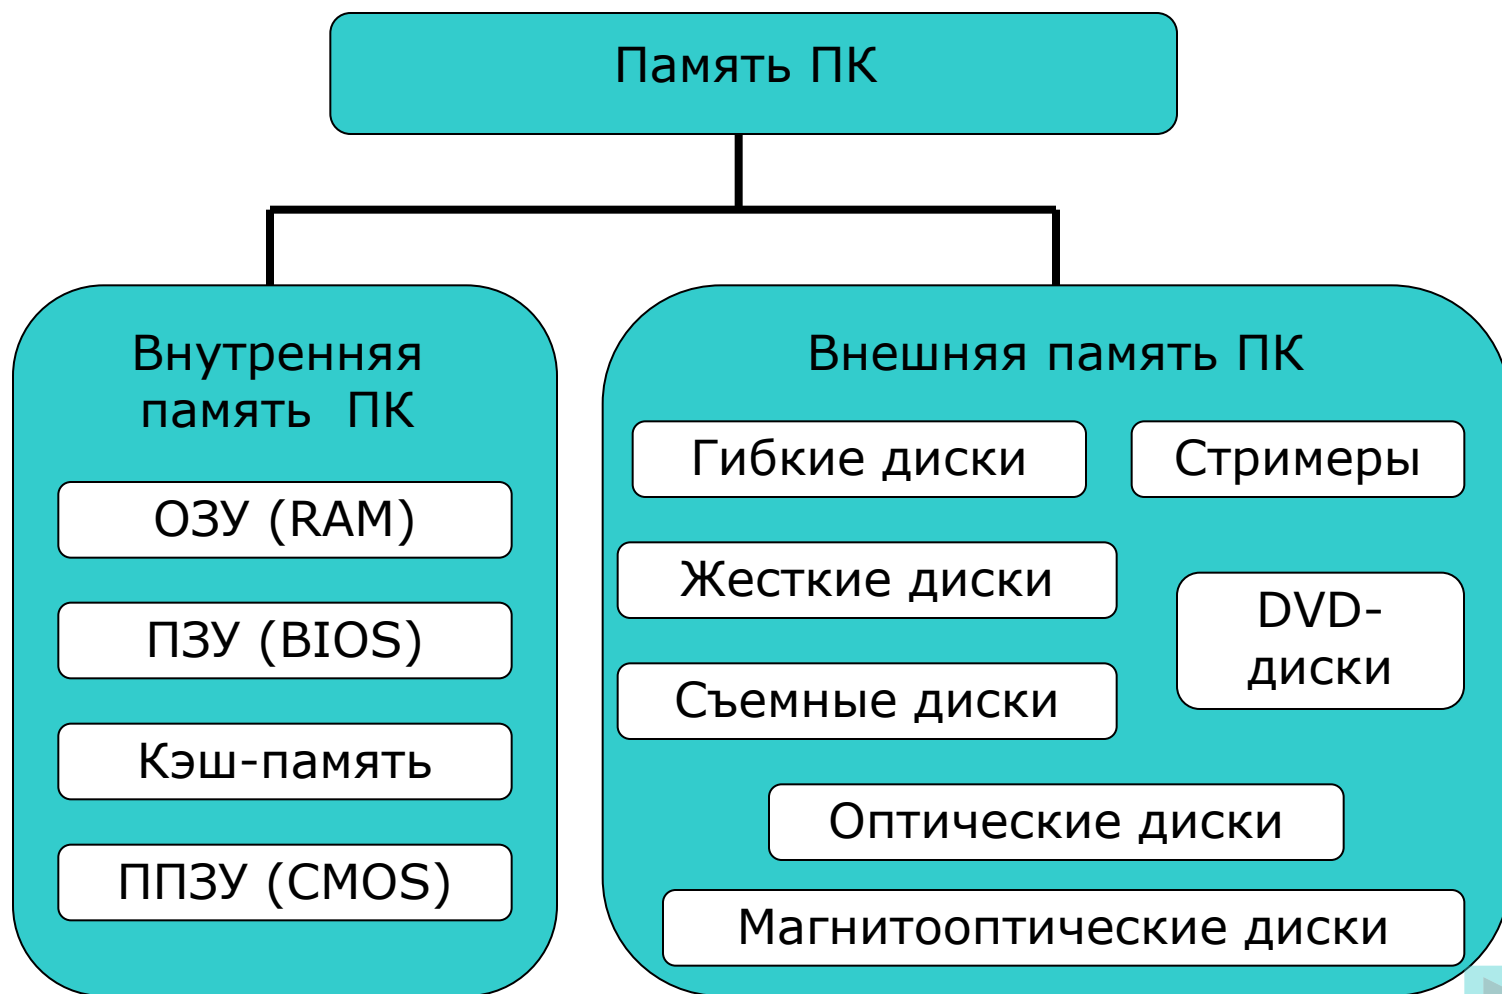 Память ПК
Внутренняя
память ПК
ОЗУ (RAM)
ПЗУ (BIOS)
Кэш-память
ППЗУ (CMOS)
Внешняя память ПК
Гибкие диски
Стримеры
Жесткие диски
DVD-
диски
Съемные диски
Оптические диски
Магнитооптические диски